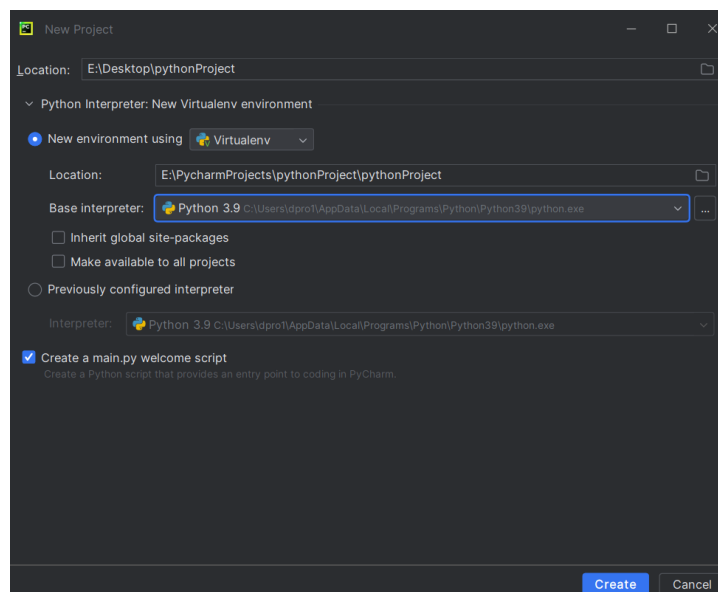 PC
New Project
Location: E:\Desktop\pythonProject
Python Interpreter: New Virtualenv environment
New environment using Virtualenv
Location: E:\PycharmProjects\pythonProject\pythonProject
Base interpreter: Python 3.9 C:\Users\dpro1\AppData\Local\Programs\Python\Python39\python.exe ...
Inherit global site-packages
Make available to all projects
Previously configured interpreter
Interpreter: Python 3.9 C:\Users\dpro1\AppData\Local\Programs\Python\Python39\python.exe
Create a main.py welcome script
Create a Python script that provides an entry point to coding in PyCharm.
Create Cancel